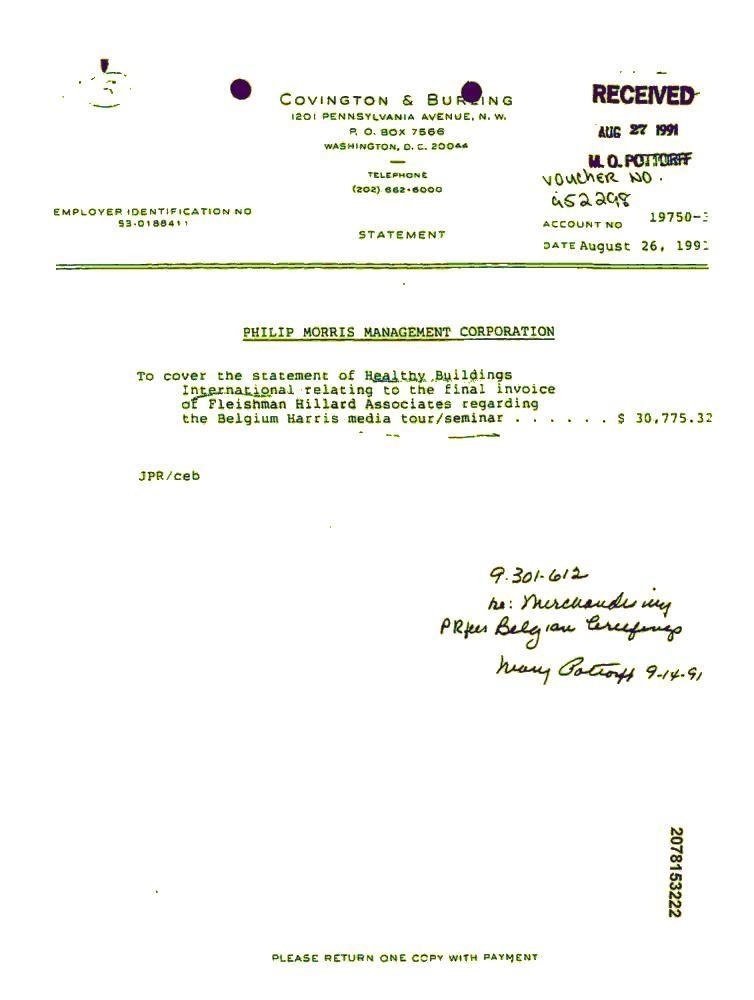 COVINGTON & BURLING
1201 PENNSYLVANIA AVENUE, N. W.
P. O. BOX 7566
WASHINGTON, D. C. 20044
TELEPHONE
(202) 662-6000
RECEIVED
AUG 27 1991
M. O. POTTORFF
VOUCHER NO.
452298
EMPLOYER IDENTIFICATION NO
53-0188411
STATEMENT
ACCOUNT NO 19750-
DATE August 26, 199
PHILIP MORRIS MANAGEMENT CORPORATION
To cover the statement of Healthy Buildings
International relating to the final invoice
of Fleishman Hillard Associates regarding
the Belgium Harris media tour/seminar . . . . . . $ 30,775.32
JPR/ceb
9-301-612
re: Merchandising
PR fees Belgian
Mary Pottorff 9-14-91
2078153222
PLEASE RETURN ONE COPY WITH PAYMENT